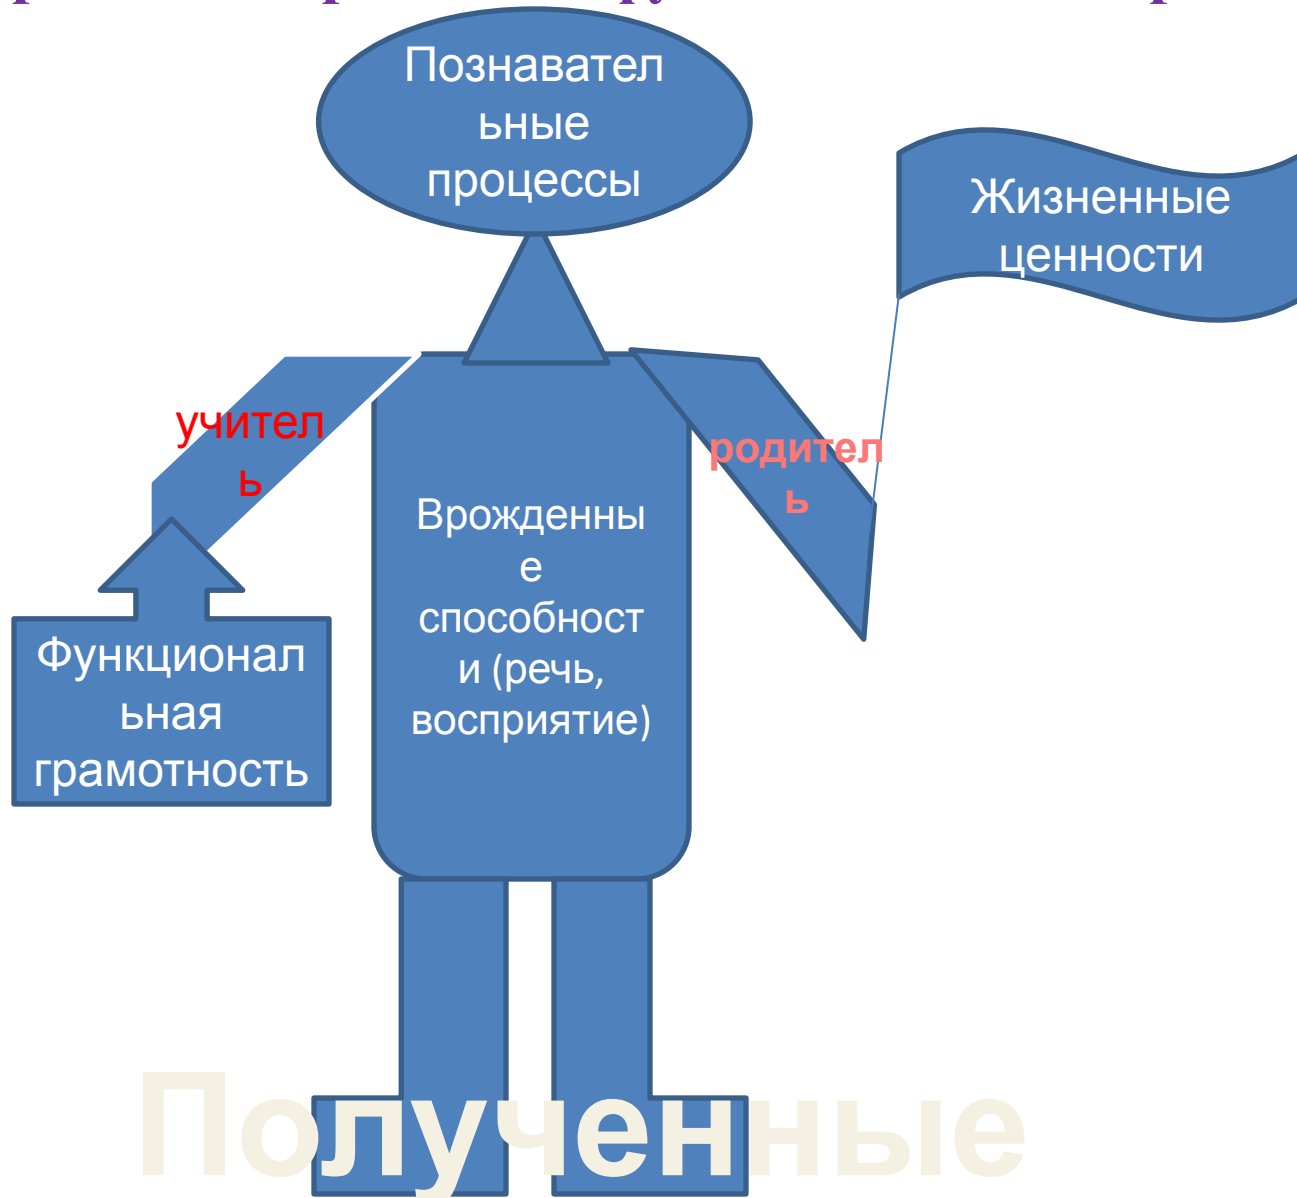 Познавател
ьные
процессы
Жизненные
ценности
учител
ь
родител
ь
Врожденны
е
способност
и (речь,
восприятие)
Функционал
ьная
грамотность
Полученные